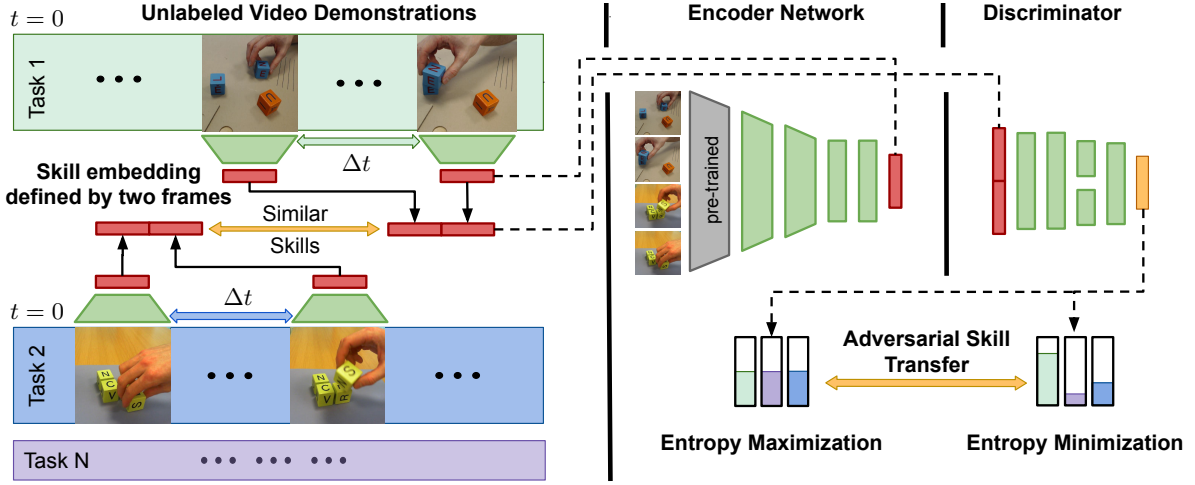 t = 0
Unlabeled Video Demonstrations
Encoder Network
Discriminator
Task 1
Δt
Skill embedding
defined by two frames
Similar
Skills
pre-trained
t = 0
Δt
Task 2
Adversarial Skill
Transfer
Entropy Maximization
Entropy Minimization
Task N